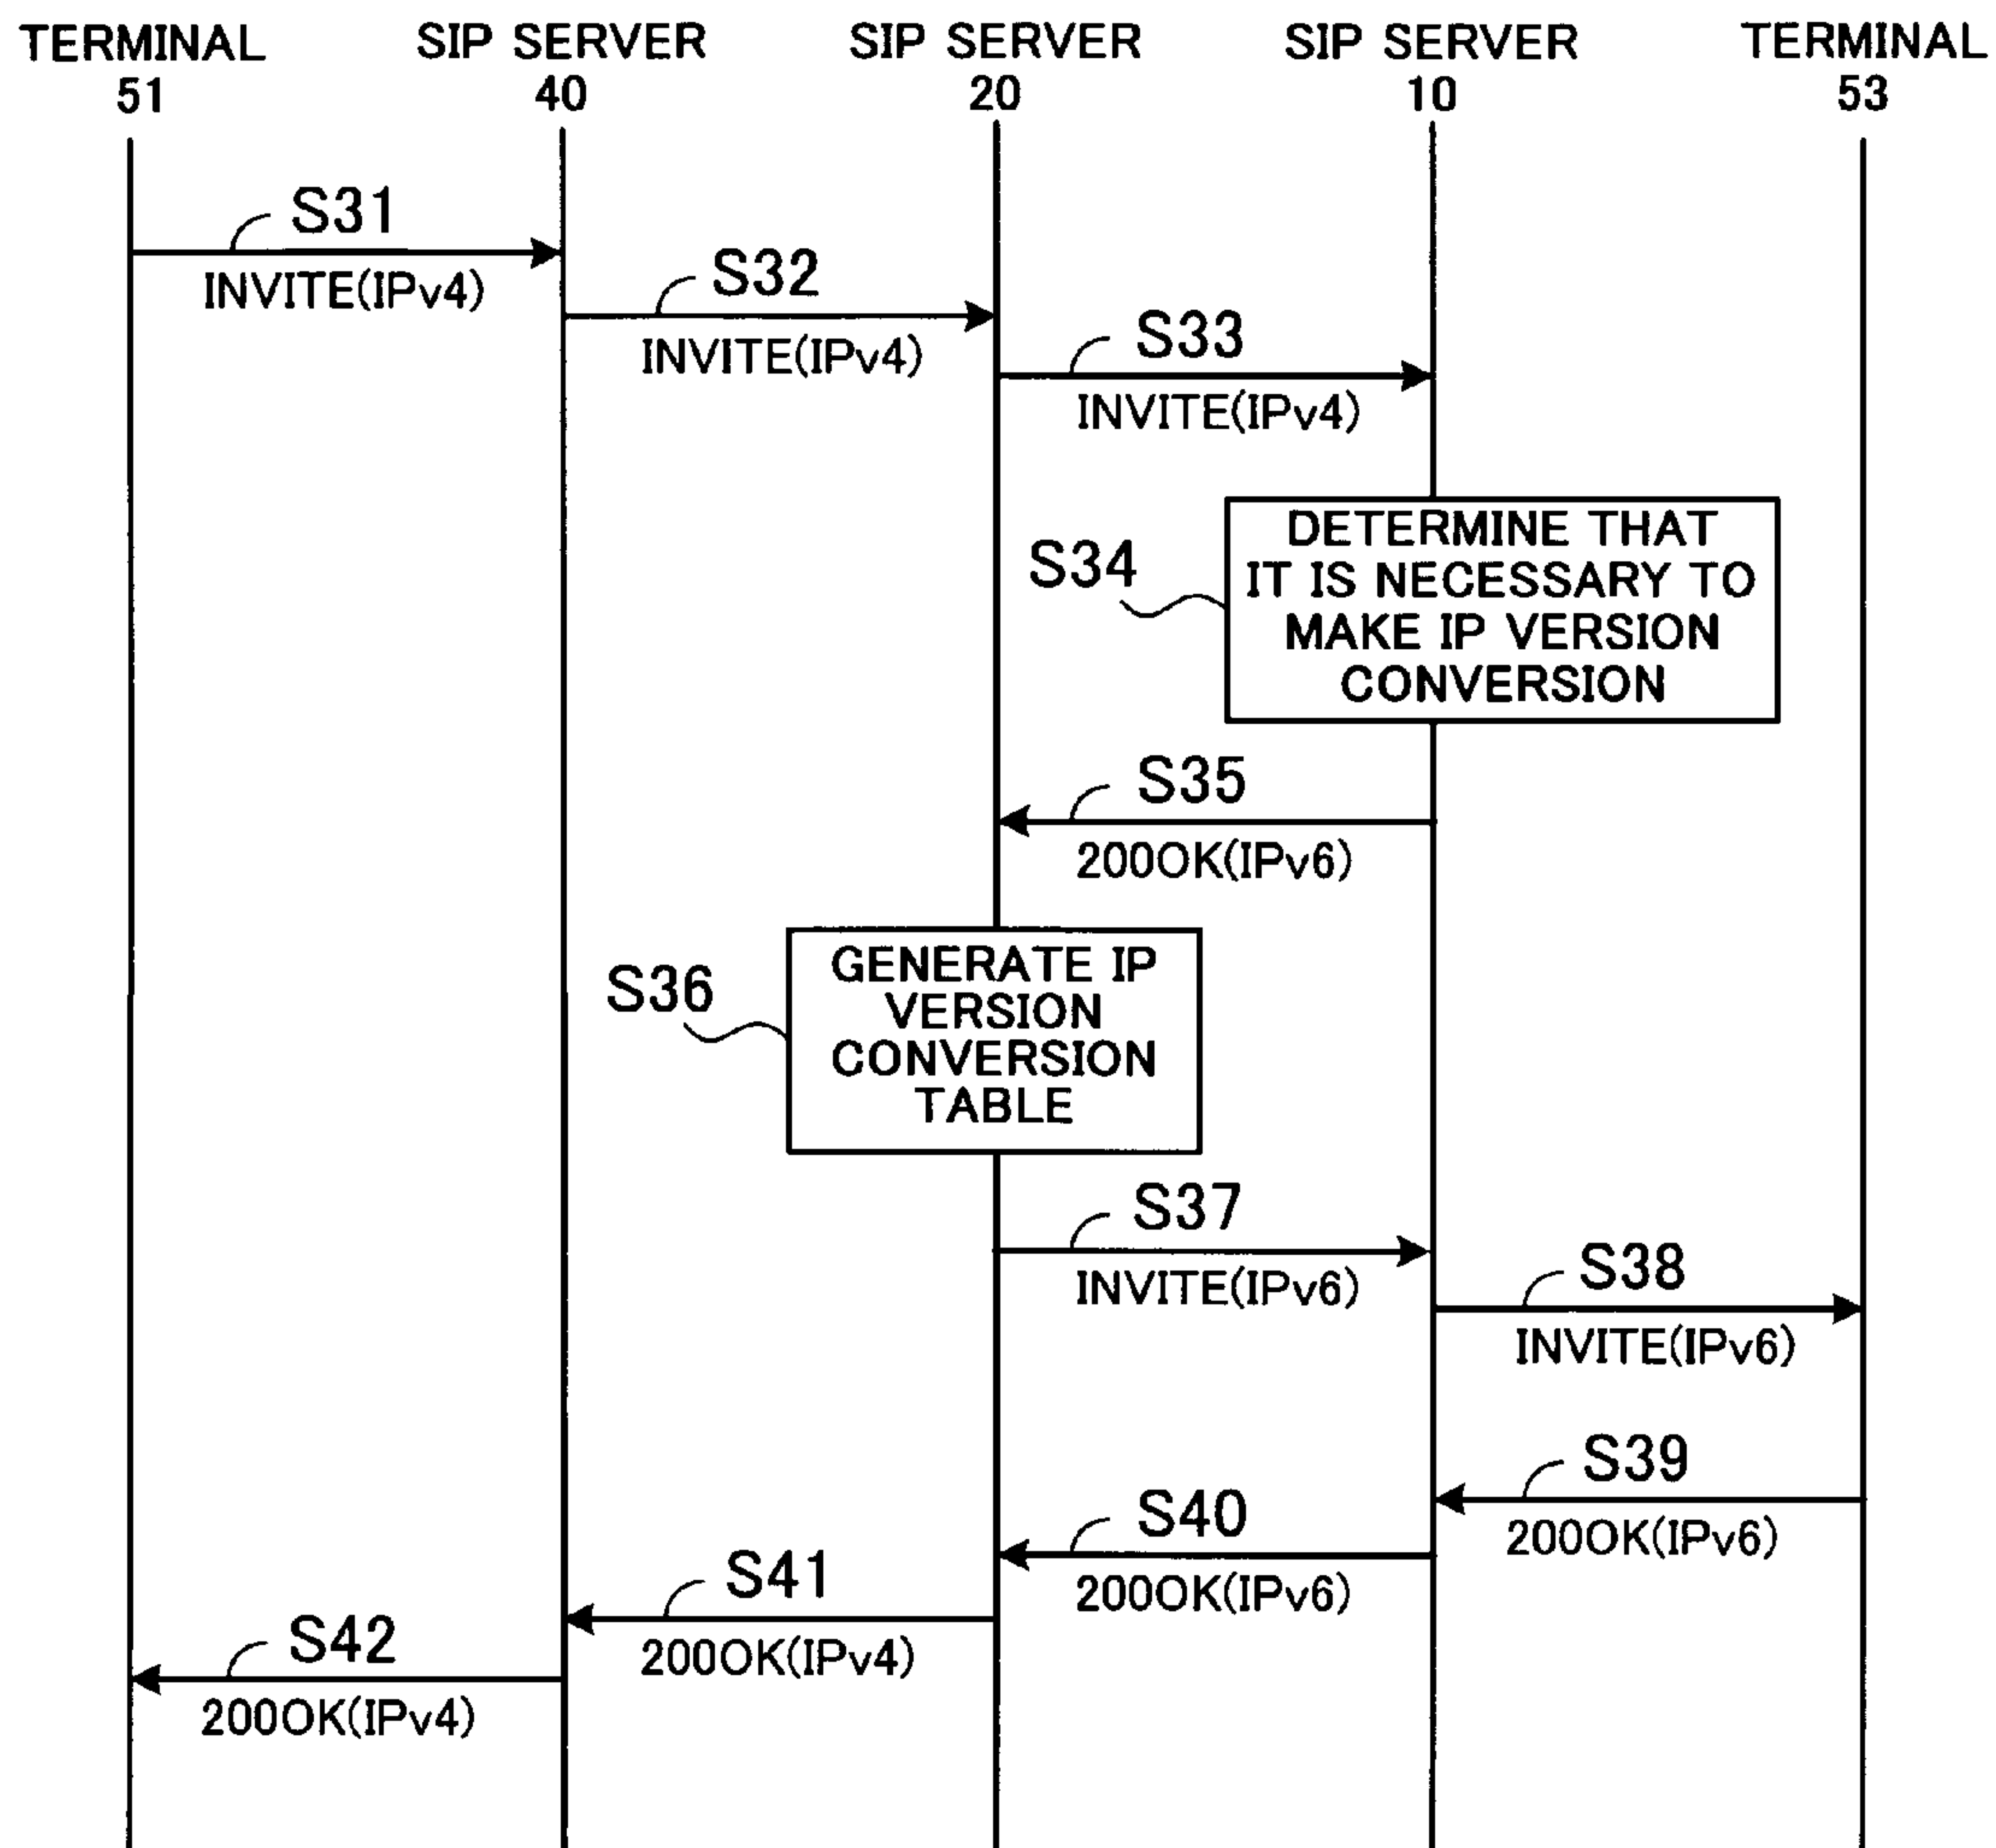 TERMINAL
51
SIP SERVER
40
SIP SERVER
20
SIP SERVER
10
TERMINAL
53
S31
INVITE(IPv4)
S32
INVITE(IPv4)
S33
INVITE(IPv4)
S34
DETERMINE THAT
IT IS NECESSARY TO
MAKE IP VERSION
CONVERSION
S35
200OK(IPv6)
S36
GENERATE IP
VERSION
CONVERSION
TABLE
S37
INVITE(IPv6)
S38
INVITE(IPv6)
S39
200OK(IPv6)
S40
200OK(IPv6)
S41
200OK(IPv4)
S42
200OK(IPv4)